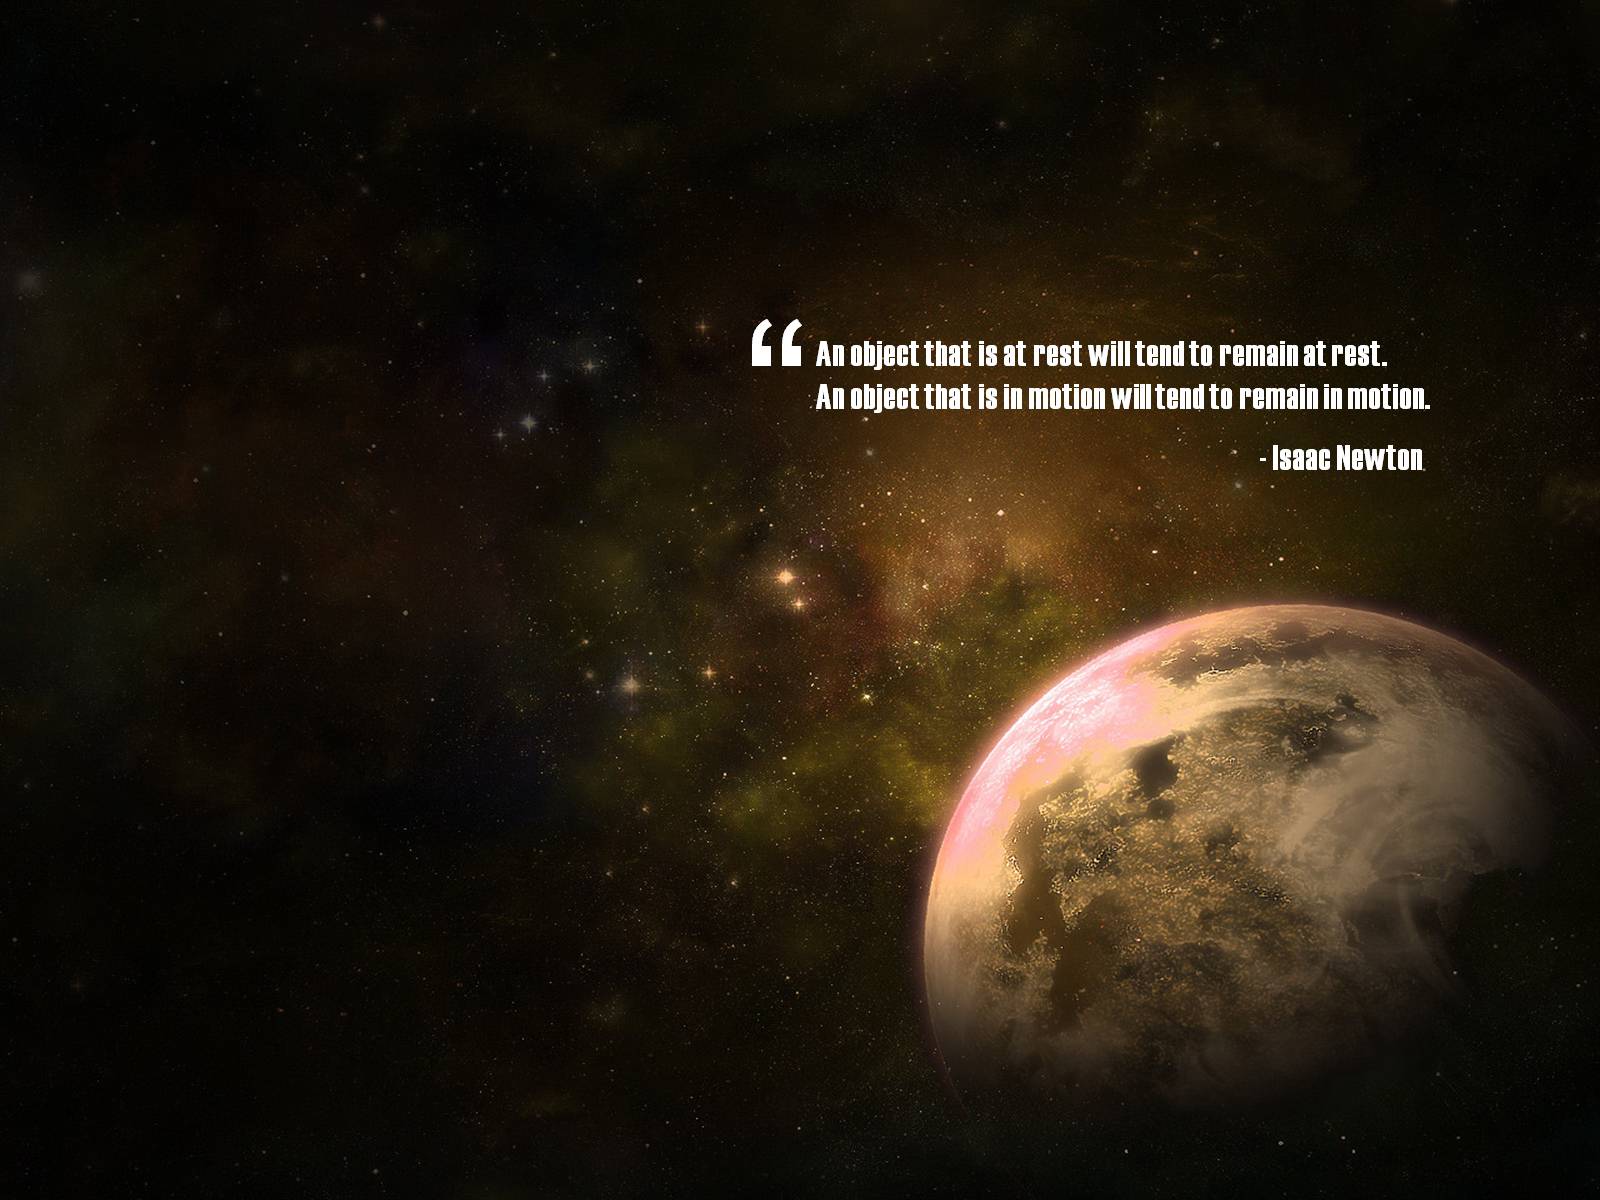 “ An object that is at rest will tend to remain at rest.
An object that is in motion will tend to remain in motion.
- Isaac Newton